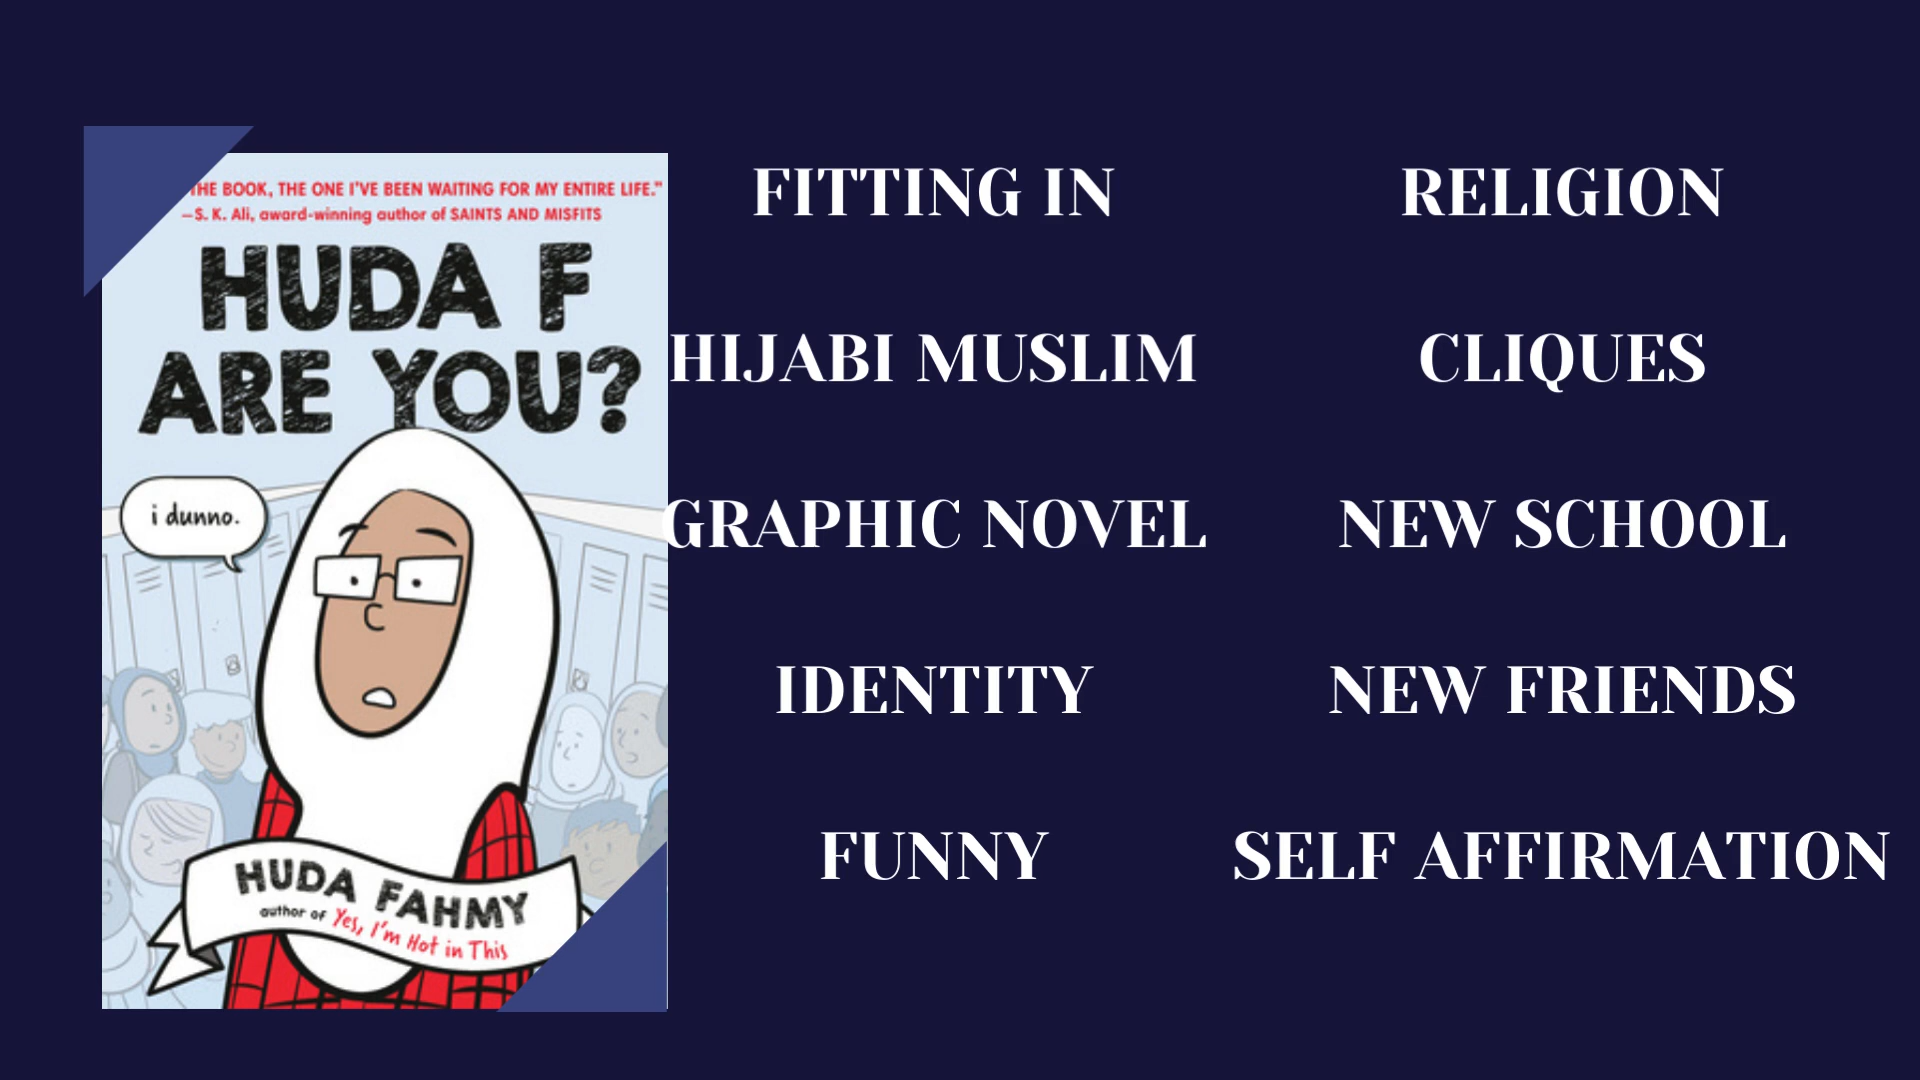 THE BOOK, THE ONE I'VE BEEN WAITING FOR MY ENTIRE LIFE."
—S. K. Ali, award-winning author of SAINTS AND MISFITS
HUDA F
ARE YOU?
i dunno.
HUDA FAHMY
author of Yes, I'm Hot in This
FITTING IN
HIJABI MUSLIM
GRAPHIC NOVEL
IDENTITY
FUNNY
RELIGION
CLIQUES
NEW SCHOOL
NEW FRIENDS
SELF AFFIRMATION